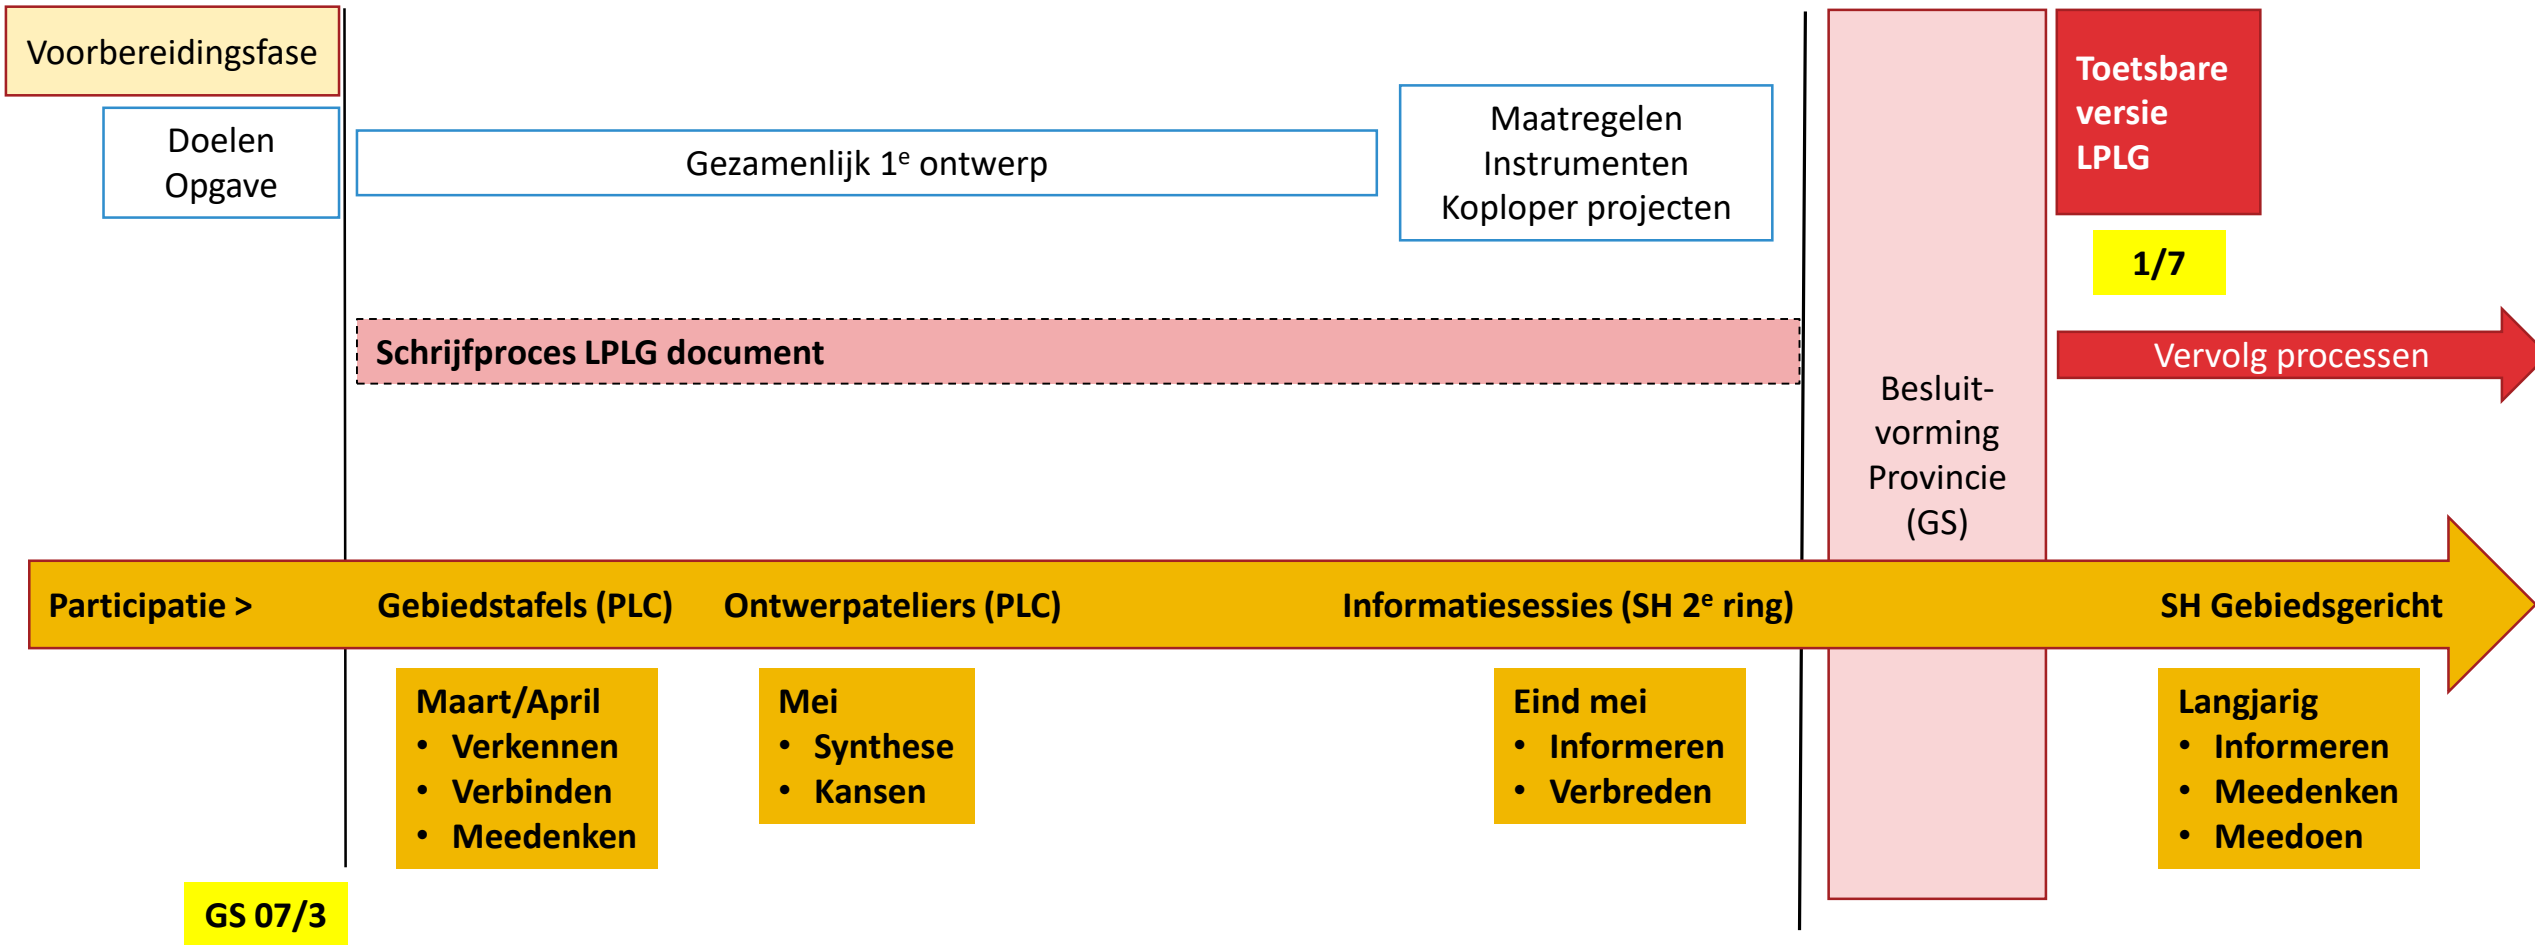 Voorbereidingsfase
Doelen
Opgave
Gezamenlijk 1e ontwerp
Maatregelen
Instrumenten
Koploper projecten
Toetsbare
versie
LPLG
1/7
Schrijfproces LPLG document
Besluit-
vorming
Provincie
(GS)
Vervolg processen
Participatie >
Gebiedstafels (PLC)
Ontwerpateliers (PLC)
Informatiesessies (SH 2e ring)
SH Gebiedsgericht
Maart/April
• Verkennen
• Verbinden
• Meedenken
Mei
• Synthese
• Kansen
Eind mei
• Informeren
• Verbreden
Langjarig
• Informeren
• Meedenken
• Meedoen
GS 07/3